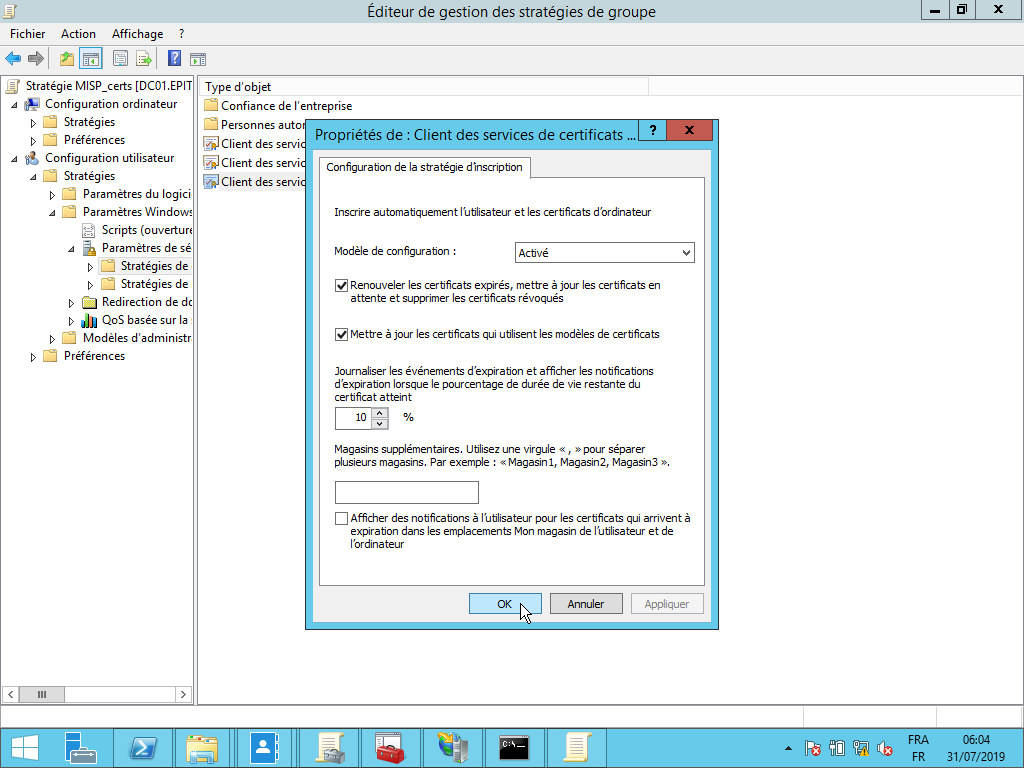 Éditeur de gestion des stratégies de groupe
Fichier Action Affichage ?
Stratégie MISP_certs [DC01.EPIT
Configuration ordinateur
Stratégies
Préférences
Configuration utilisateur
Stratégies
Paramètres du logici
Paramètres Windows
Scripts (ouverture
Paramètres de sé
Stratégies de
Stratégies de
Redirection de do
QoS basée sur la
Modèles d'administra
Préférences
Type d'objet
Confiance de l'entreprise
Personnes autor
Client des servic
Client des servic
Client des servic
Propriétés de : Client des services de certificats ...
? x
Configuration de la stratégie d'inscription
Inscrire automatiquement l'utilisateur et les certificats d'ordinateur
Modèle de configuration :
Activé
Renouveler les certificats expirés, mettre à jour les certificats en
attente et supprimer les certificats révoqués
Mettre à jour les certificats qui utilisent les modèles de certificats
Journaliser les événements d'expiration et afficher les notifications
d'expiration lorsque le pourcentage de durée de vie restante du
certificat atteint
10 %
Magasins supplémentaires. Utilisez une virgule « , » pour séparer
plusieurs magasins. Par exemple : « Magasin1, Magasin2, Magasin3 ».
Afficher des notifications à l'utilisateur pour les certificats qui arrivent à
expiration dans les emplacements Mon magasin de l'utilisateur et de
l'ordinateur
OK Annuler Appliquer
FRA 06:04
FR 31/07/2019